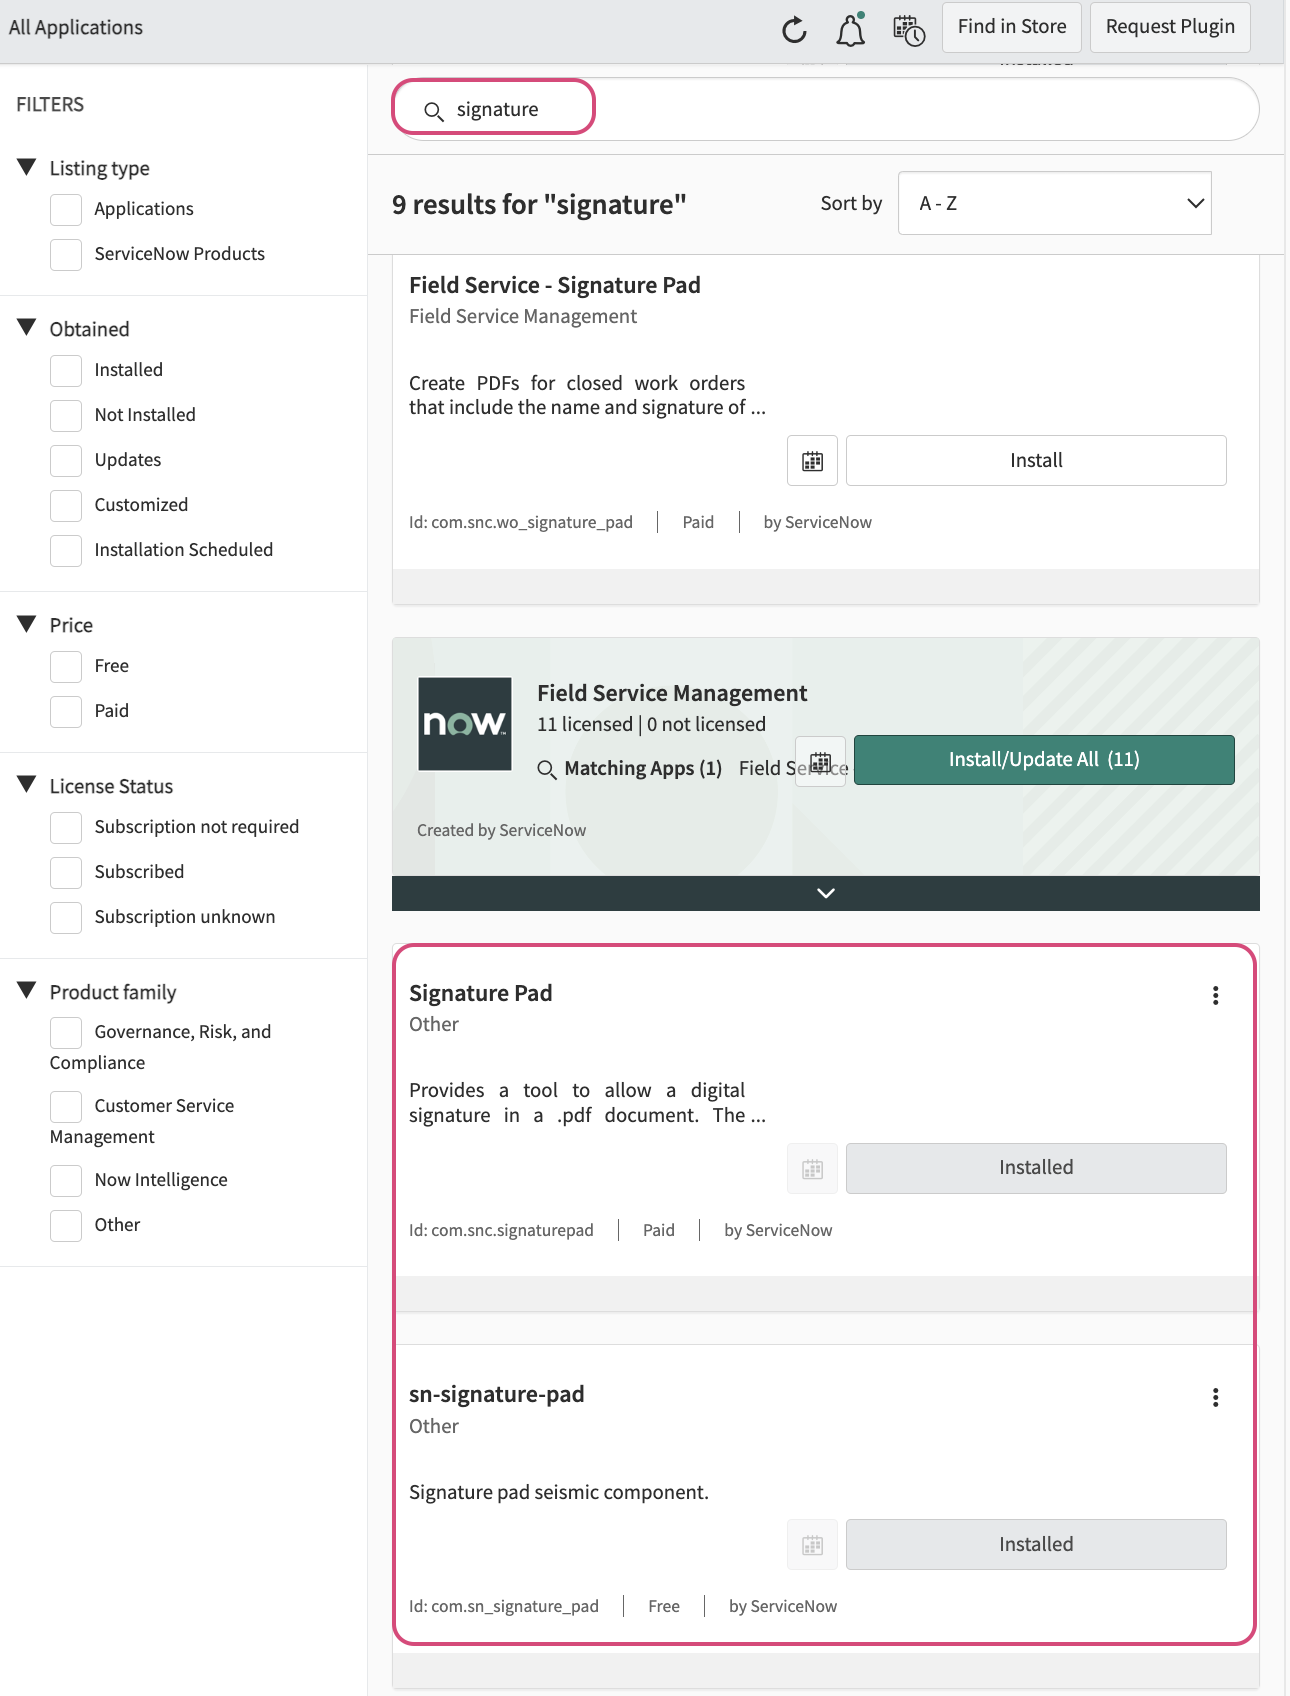 All Applications
Find in Store
Request Plugin
FILTERS
signature
Listing type
Applications
ServiceNow Products
9 results for "signature"
Sort by
A - Z
Obtained
Installed
Not Installed
Updates
Customized
Installation Scheduled
Price
Free
Paid
License Status
Subscription not required
Subscribed
Subscription unknown
Product family
Governance, Risk, and
Compliance
Customer Service
Management
Now Intelligence
Other
Field Service - Signature Pad
Field Service Management
Create PDFs for closed work orders
that include the name and signature of ...
Install
Id: com.snc.wo_signature_pad
Paid
by ServiceNow
now
Field Service Management
11 licensed | 0 not licensed
Matching Apps (1) Field Service
Install/Update All (11)
Created by ServiceNow
Signature Pad
Other
Provides a tool to allow a digital
signature in a .pdf document. The ...
Installed
Id: com.snc.signaturepad
Paid
by ServiceNow
sn-signature-pad
Other
Signature pad seismic component.
Installed
Id: com.sn_signature_pad
Free
by ServiceNow